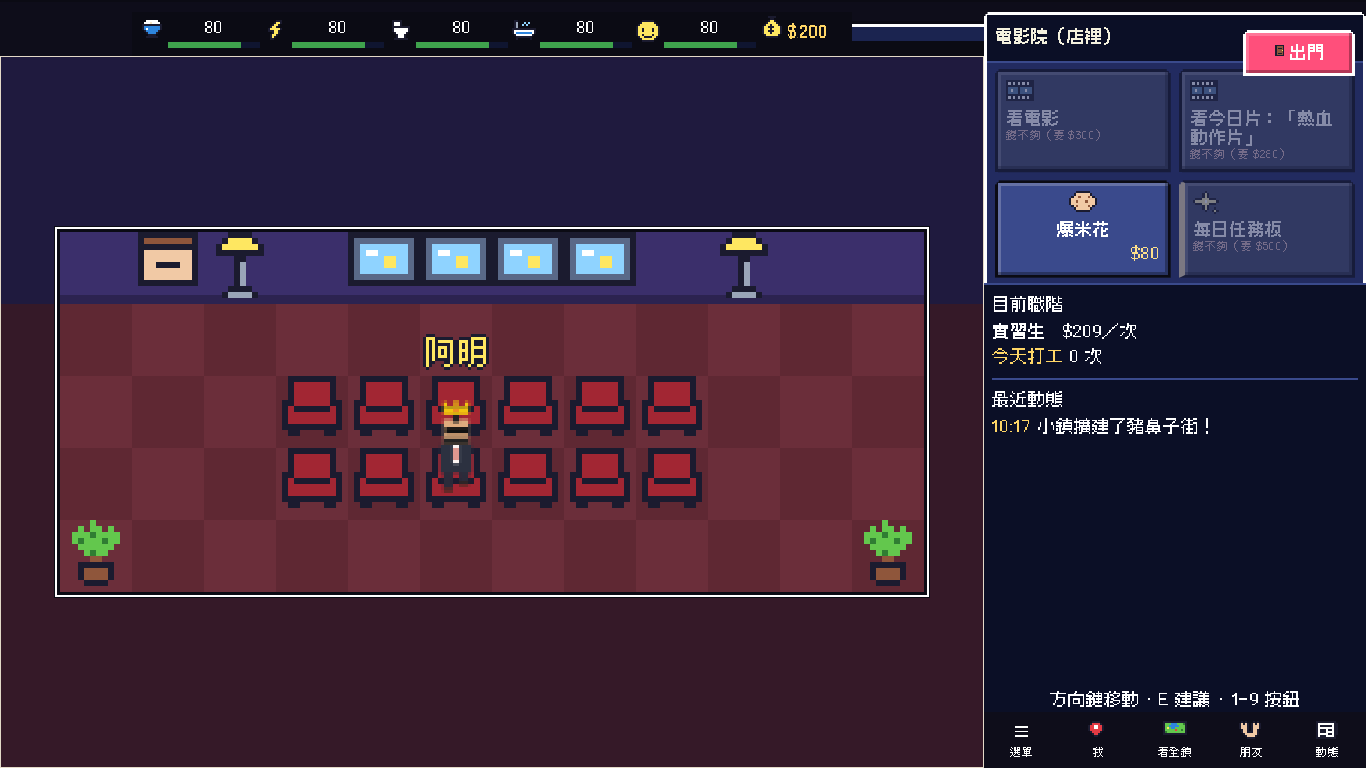 80 80 80 80 80 $200
電影院（店裡）
出門
看電影
錢不夠（要 $300）
看今日片：「熱血
動作片」
錢不夠（要 $280）
爆米花
$80
每日任務板
錢不夠（要 $500）
目前職階
實習生 $209／次
今天打工 0 次
最近動態
10:17 小鎮擴建了豬鼻子街！
阿明
方向鍵移動 · E 建議 · 1-9 按鈕
選單 我 看全鎮 朋友 動態